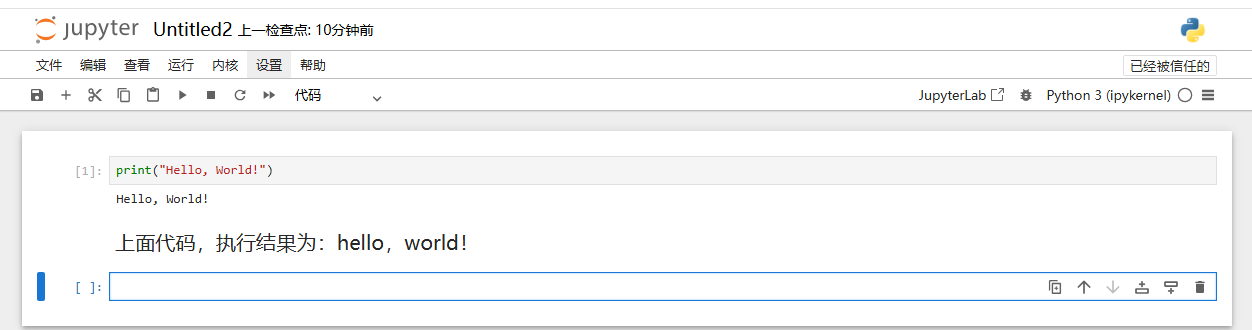 jupyter Untitled2 上一检查点: 10分钟前
文件 编辑 查看 运行 内核 设置 帮助 已经被信任的
代码 JupyterLab Python 3 (ipykernel)
[1]: print("Hello, World!")
Hello, World!
上面代码，执行结果为：hello，world！
[ ]: